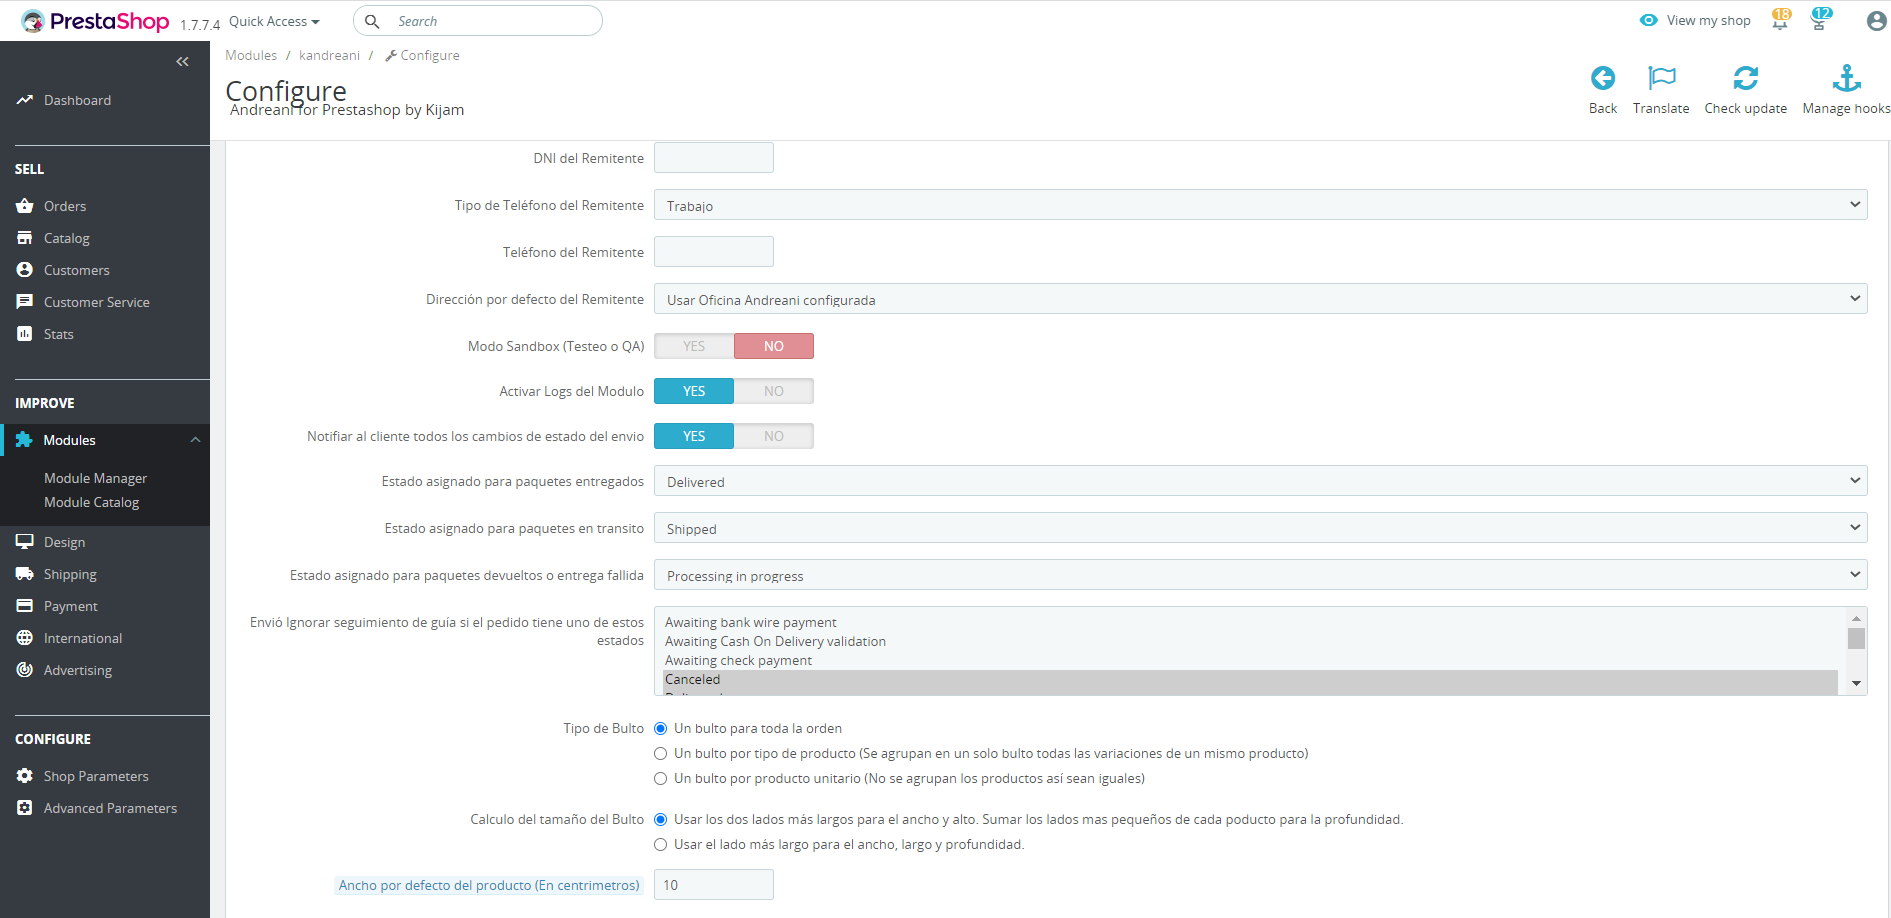 PrestaShop 1.7.7.4 Quick Access Search View my shop 18 12
Modules / kandreani / Configure
Configure
Andreani for Prestashop by Kijam
Back Translate Check update Manage hooks
Dashboard
SELL
Orders
Catalog
Customers
Customer Service
Stats
IMPROVE
Modules
Module Manager
Module Catalog
Design
Shipping
Payment
International
Advertising
CONFIGURE
Shop Parameters
Advanced Parameters
DNI del Remitente
Tipo de Teléfono del Remitente Trabajo
Teléfono del Remitente
Dirección por defecto del Remitente Usar Oficina Andreani configurada
Modo Sandbox (Testeo o QA) YES NO
Activar Logs del Modulo YES NO
Notifiar al cliente todos los cambios de estado del envio YES NO
Estado asignado para paquetes entregados Delivered
Estado asignado para paquetes en transito Shipped
Estado asignado para paquetes devueltos o entrega fallida Processing in progress
Envió Ignorar seguimiento de guía si el pedido tiene uno de estos
estados
Awaiting bank wire payment
Awaiting Cash On Delivery validation
Awaiting check payment
Canceled
Tipo de Bulto Un bulto para toda la orden
Un bulto por tipo de producto (Se agrupan en un solo bulto todas las variaciones de un mismo producto)
Un bulto por producto unitario (No se agrupan los productos así sean iguales)
Calculo del tamaño del Bulto Usar los dos lados más largos para el ancho y alto. Sumar los lados mas pequeños de cada poducto para la profundidad.
Usar el lado más largo para el ancho, largo y profundidad.
Ancho por defecto del producto (En centrimetros) 10